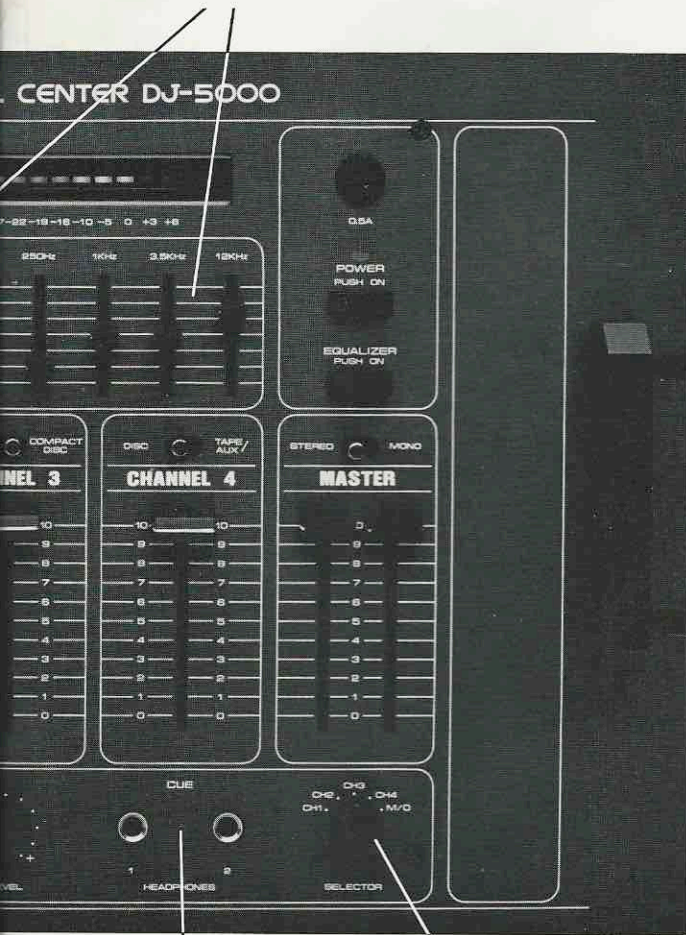 CENTER DJ-5000
-22 -19 -16 -10 -5 0 +3 +6
250Hz 1KHz 3.5KHz 12KHz
0.5A
POWER
PUSH ON
EQUALIZER
PUSH ON
COMPACT
DISC
DISC
TAPE/
AUX
STEREO MONO
3
CHANNEL 4
MASTER
10 10 10
9 9 9 9
8 8 8 8
7 7 7 7
6 6 6 6
5 5 5 5
4 4 4 4
3 3 3 3
2 2 2 2
1 1 1 1
0 0 0 0
CUE
CH1 CH2 CH3 CH4 M/O
+
1 2
HEADPHONES
SELECTOR